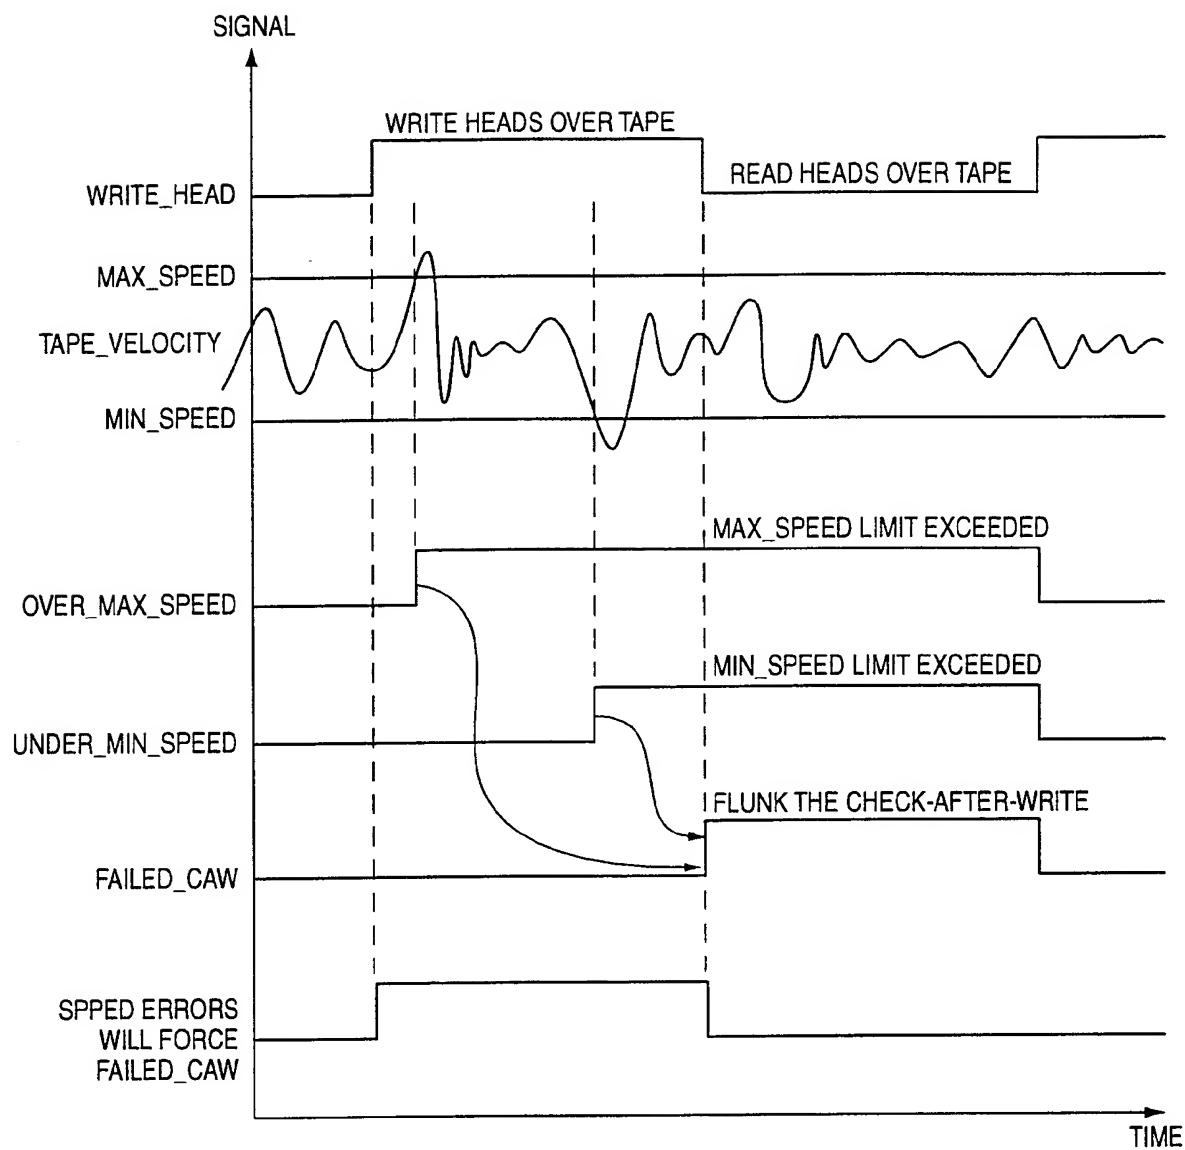 SIGNAL
WRITE HEADS OVER TAPE
READ HEADS OVER TAPE
WRITE_HEAD
MAX_SPEED
TAPE_VELOCITY
MIN_SPEED
MAX_SPEED LIMIT EXCEEDED
OVER_MAX_SPEED
MIN_SPEED LIMIT EXCEEDED
UNDER_MIN_SPEED
FLUNK THE CHECK-AFTER-WRITE
FAILED_CAW
SPPED ERRORS
WILL FORCE
FAILED_CAW
TIME